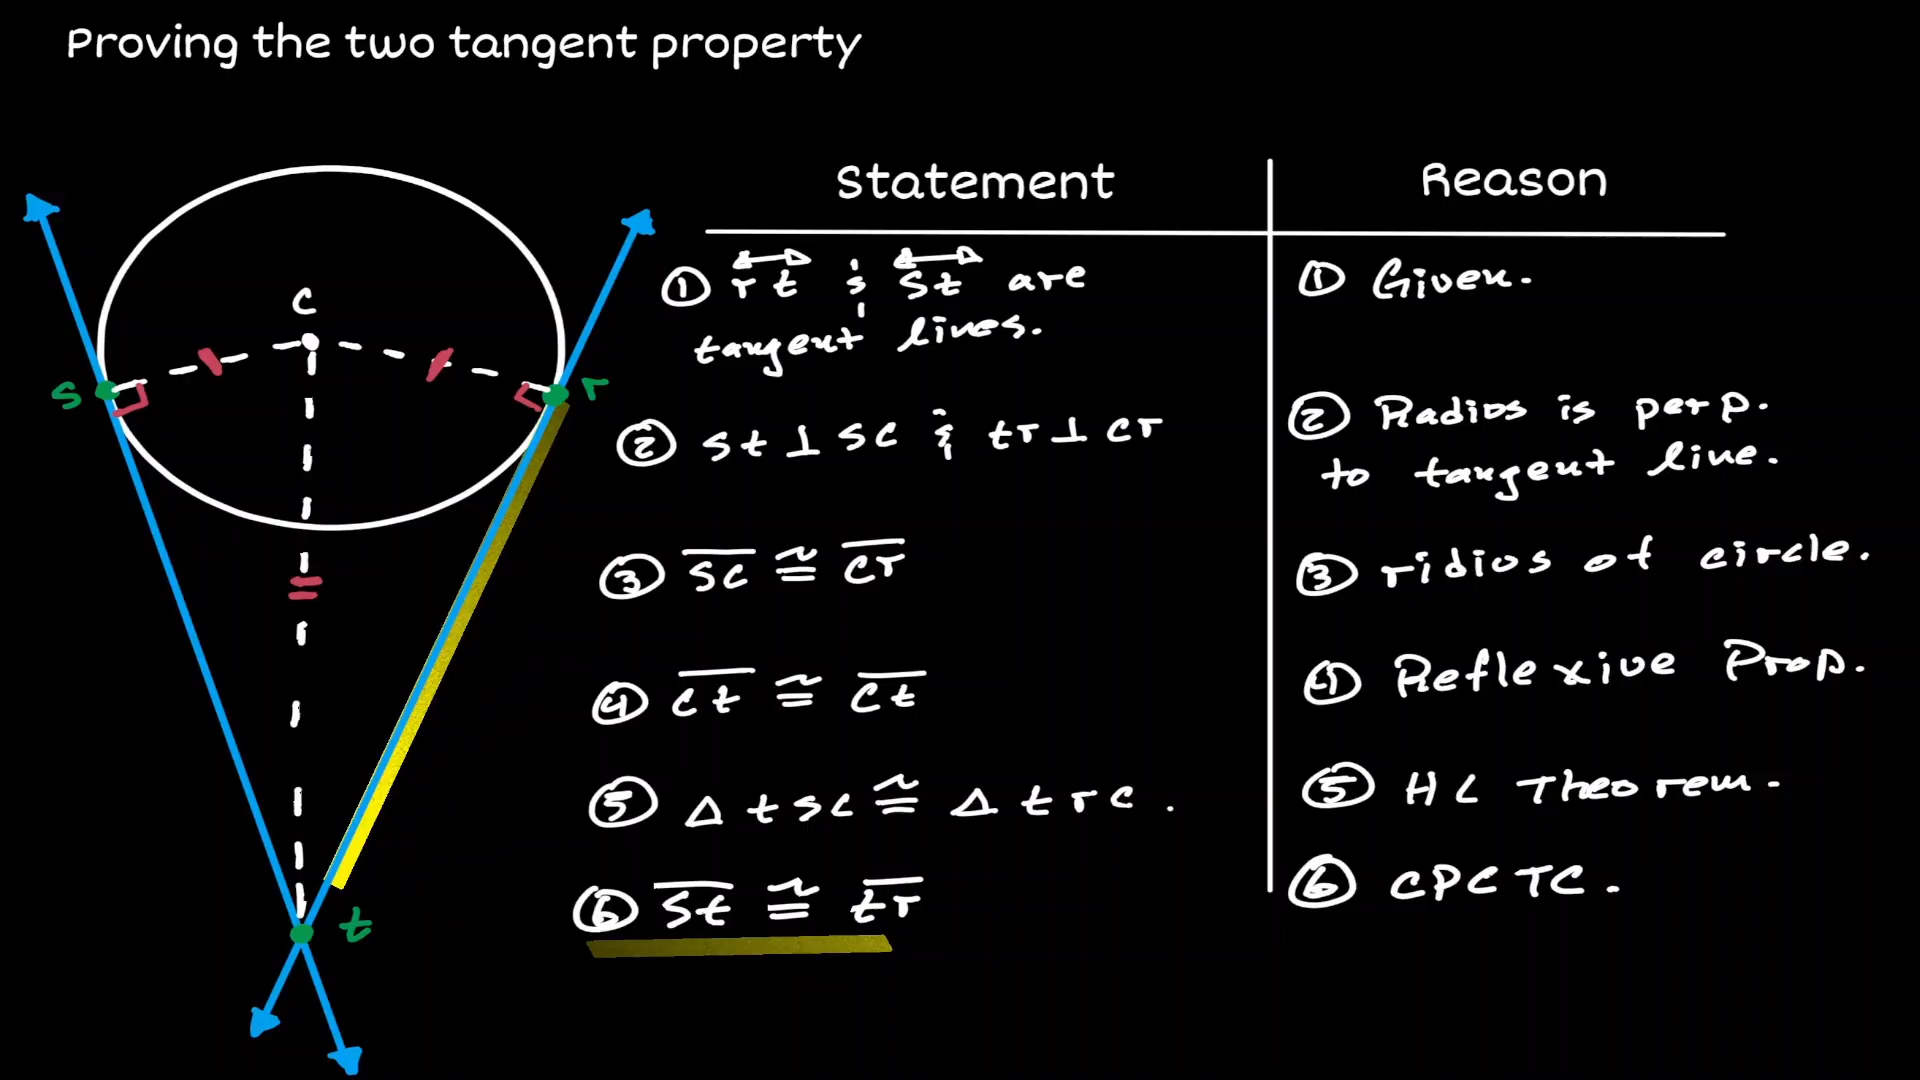 Proving the two tangent property
Statement
Reason
① rt & st are
tangent lines.
① Given.
② st ⊥ sc & tr ⊥ cr
② Radios is perp.
to tangent line.
③ sc ≅ cr
③ ridios of circle.
④ ct ≅ ct
④ Reflexive Prop.
⑤ Δ tsc ≅ Δ trc.
⑤ HL Theorem.
⑥ st ≅ tr
⑥ CPCTC.
c
s
r
t